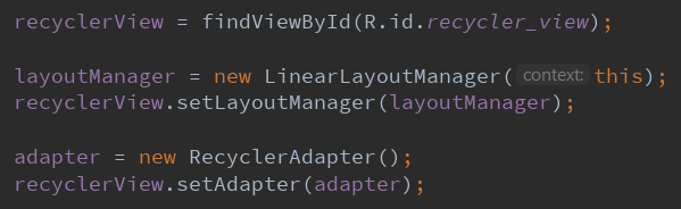 recyclerView = findViewById(R.id.recycler_view);
layoutManager = new LinearLayoutManager( context: this);
recyclerView.setLayoutManager(layoutManager);
adapter = new RecyclerAdapter();
recyclerView.setAdapter(adapter);